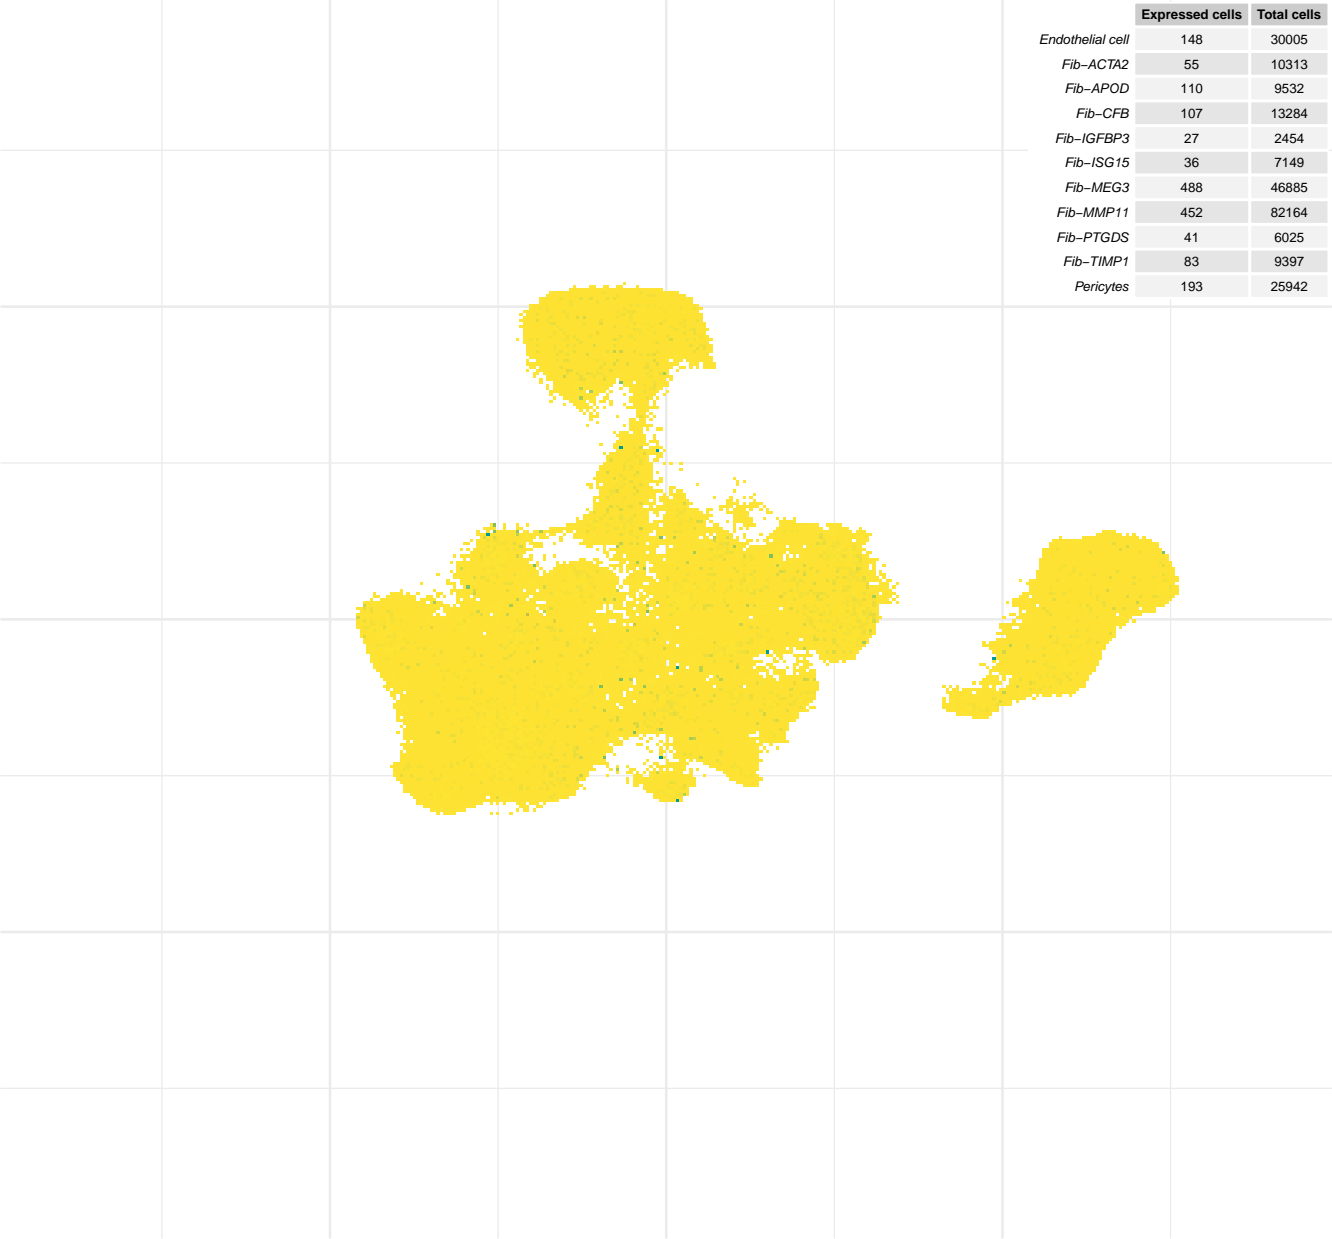 Expressed cells Total cells
Endothelial cell 148 30005
Fib−ACTA2 55 10313
Fib−APOD 110 9532
Fib−CFB 107 13284
Fib−IGFBP3 27 2454
Fib−ISG15 36 7149
Fib−MEG3 488 46885
Fib−MMP11 452 82164
Fib−PTGDS 41 6025
Fib−TIMP1 83 9397
Pericytes 193 25942